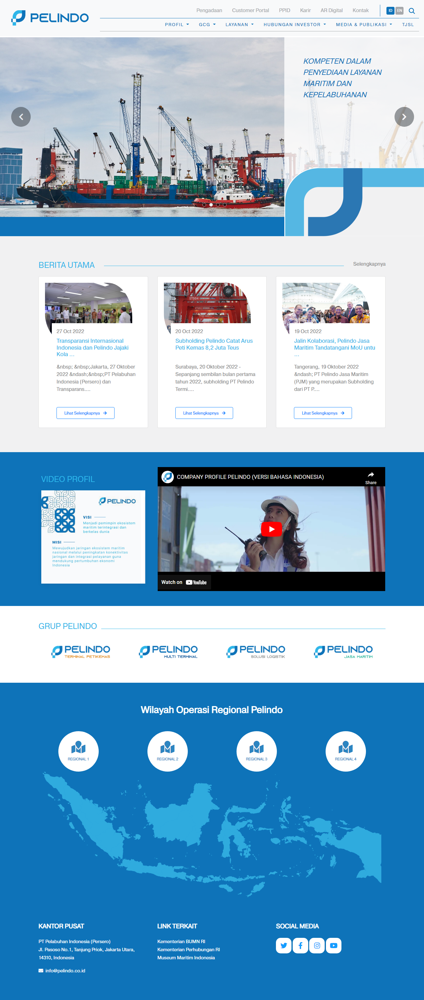 PELINDO
Pengadaan Customer Portal PPID Karir AR Digital Kontak ID EN
PROFIL GCG LAYANAN HUBUNGAN INVESTOR MEDIA & PUBLIKASI TJSL
KOMPETEN DALAM
PENYEDIAAN LAYANAN
MARITIM DAN
KEPELABUHANAN
BERITA UTAMA
Selengkapnya
STS04
27 Oct 2022
Transparansi Internasional
Indonesia dan Pelindo Jajaki
Kola ...
&nbsp; &nbsp;Jakarta, 27 Oktober
2022 &ndash;&nbsp;PT Pelabuhan
Indonesia (Persero) dan
Transparans....
Lihat Selengkapnya
20 Oct 2022
Subholding Pelindo Catat Arus
Peti Kemas 8,2 Juta Teus
Surabaya, 20 Oktober 2022 -
Sepanjang sembilan bulan pertama
tahun 2022, subholding PT Pelindo
Termi....
Lihat Selengkapnya
19 Oct 2022
Jalin Kolaborasi, Pelindo Jasa
Maritim Tandatangani MoU untu
...
Tangerang, 19 Oktober 2022
&ndash; PT Pelindo Jasa Maritim
(PJM) yang merupakan Subholding
dari PT P....
Lihat Selengkapnya
VIDEO PROFIL
PELINDO
VISI
Menjadi pemimpin ekosistem
maritim terintegrasi dan
berkelas dunia
MISI
Mewujudkan jaringan ekosistem maritim
nasional melalui peningkatan konektivitas
jaringan dan integrasi pelayanan guna
mendukung pertumbuhan ekonomi
Indonesia
COMPANY PROFILE PELINDO (VERSI BAHASA INDONESIA)
Share
Watch on YouTube
GRUP PELINDO
PELINDO
TERMINAL PETIKEMAS
PELINDO
MULTI TERMINAL
PELINDO
SOLUSI LOGISTIK
PELINDO
JASA MARITIM
Wilayah Operasi Regional Pelindo
REGIONAL 1
REGIONAL 2
REGIONAL 3
REGIONAL 4
KANTOR PUSAT
PT Pelabuhan Indonesia (Persero)
Jl. Pasoso No.1, Tanjung Priok, Jakarta Utara,
14310, Indonesia
info@pelindo.co.id
LINK TERKAIT
Kementerian BUMN RI
Kementerian Perhubungan RI
Museum Maritim Indonesia
SOCIAL MEDIA